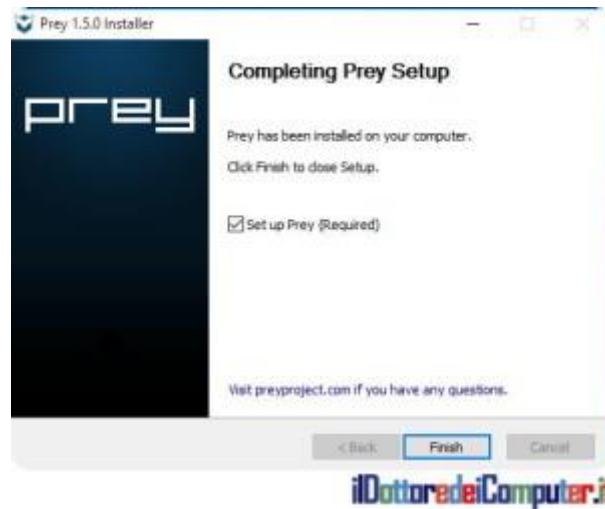 Prey 1.5.0 Installer
Completing Prey Setup
prey
Prey has been installed on your computer.
Click Finish to close Setup.
Set up Prey (Required)
Visit preyproject.com if you have any questions.
< Back Finish Cancel
ilDottoredeiComputer.i